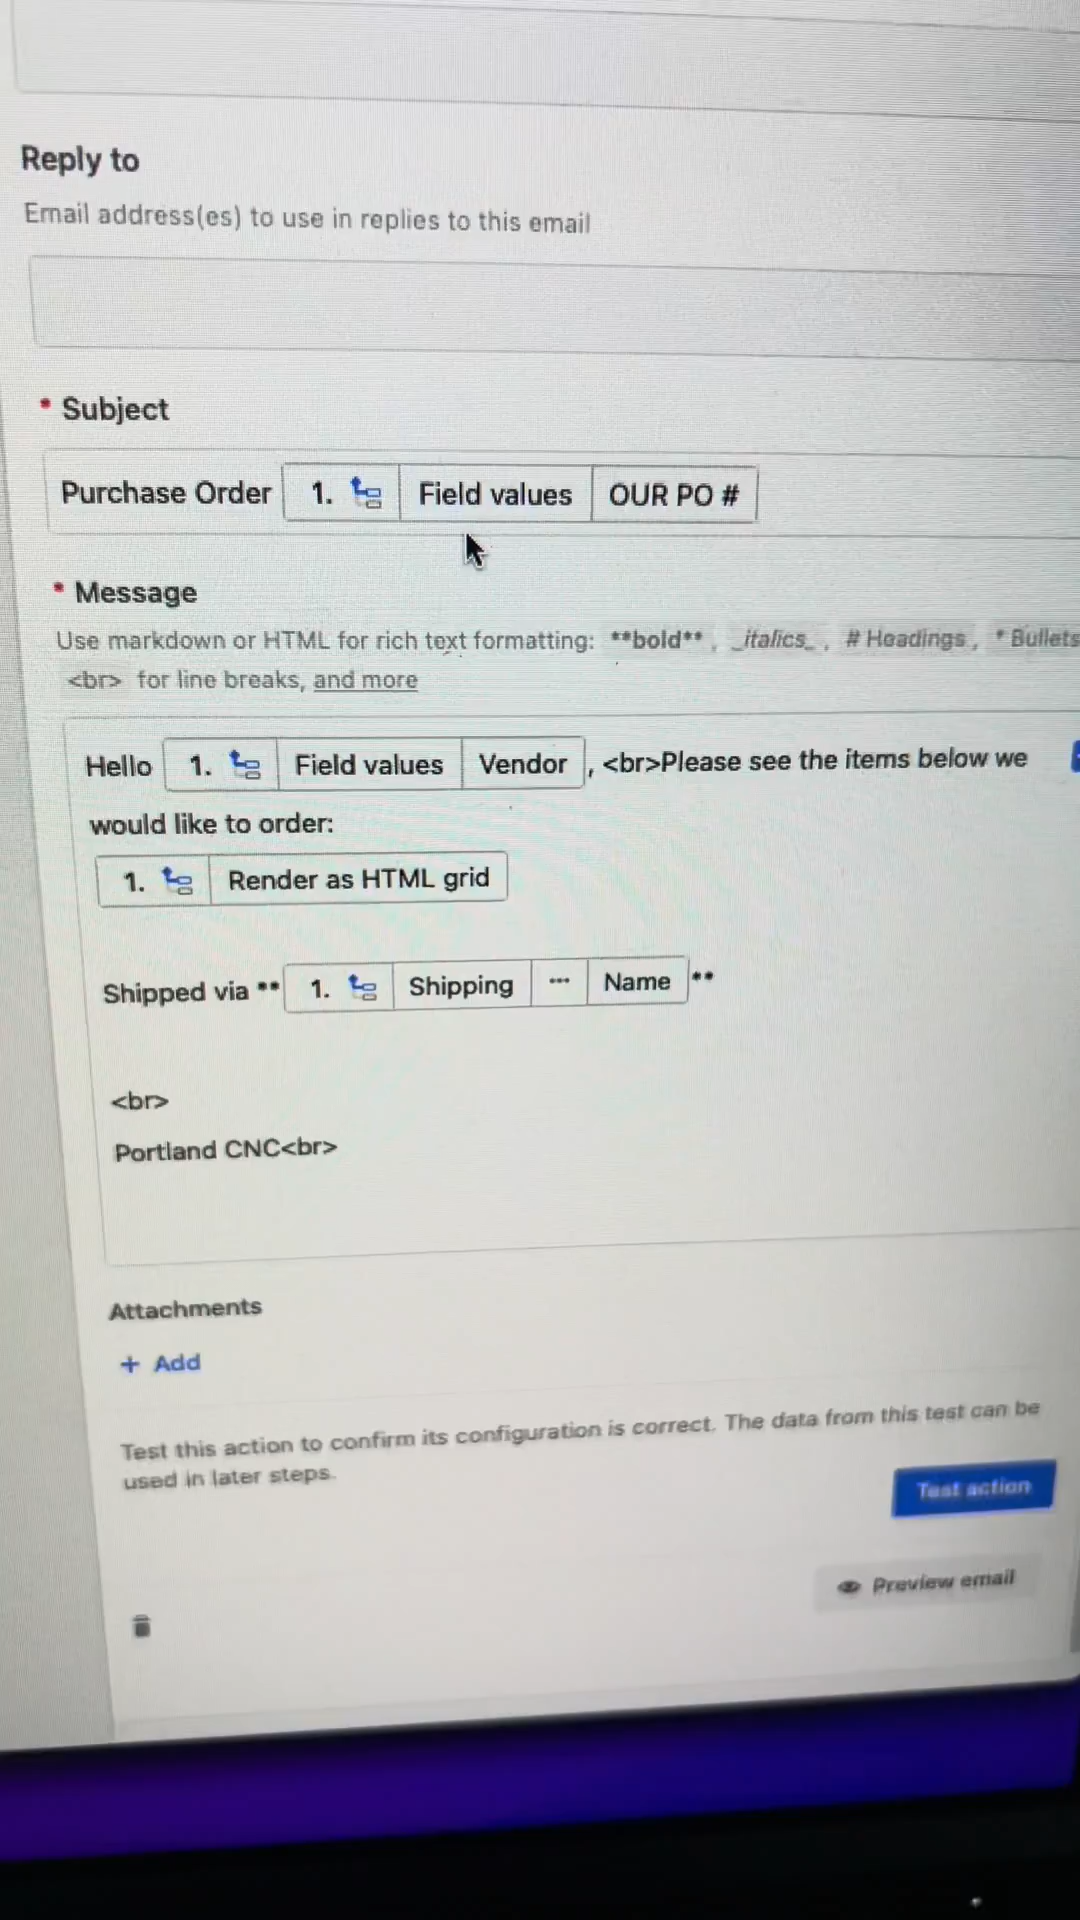 Reply to
Email address(es) to use in replies to this email
* Subject
Purchase Order 1. Field values OUR PO #
* Message
Use markdown or HTML for rich text formatting: **bold** , _italics_ , # Headings , * Bullets
<br> for line breaks, and more
Hello 1. Field values Vendor , <br>Please see the items below we
would like to order:
1. Render as HTML grid
Shipped via ** 1. Shipping ... Name **
<br>
Portland CNC<br>
Attachments
+ Add
Test this action to confirm its configuration is correct. The data from this test can be
used in later steps.
Test action
Preview email